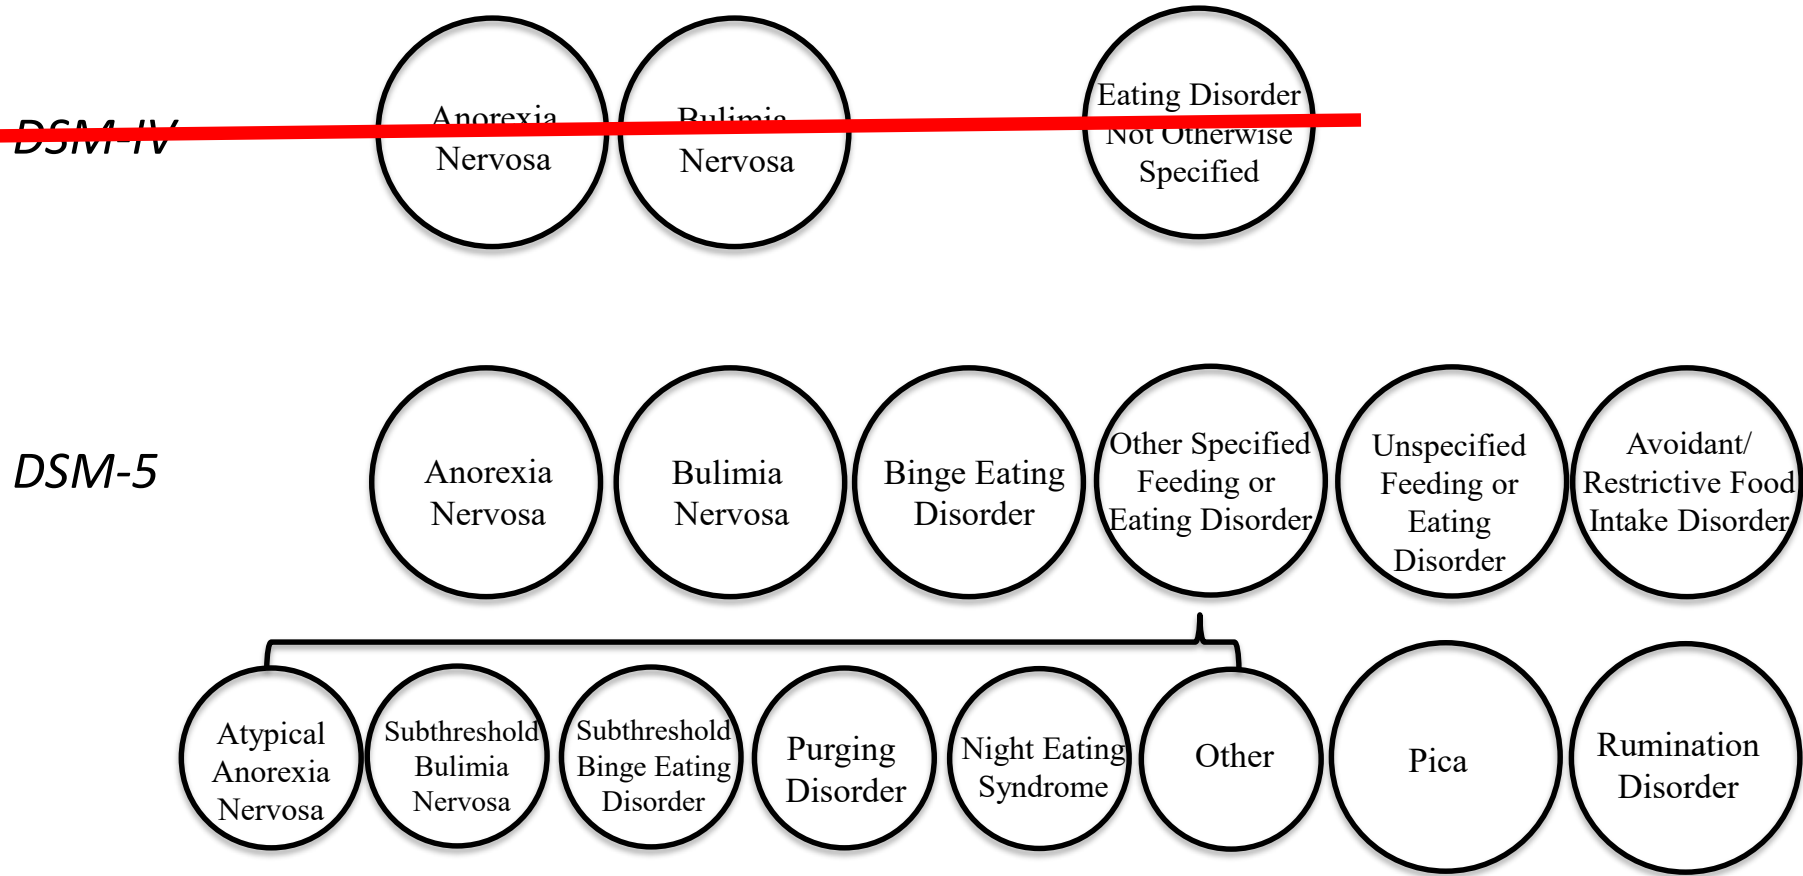 DSM-IV
Anorexia
Nervosa
Bulimia
Nervosa
Eating Disorder
Not Otherwise
Specified
DSM-5
Anorexia
Nervosa
Bulimia
Nervosa
Binge Eating
Disorder
Other Specified
Feeding or
Eating Disorder
Unspecified
Feeding or
Eating
Disorder
Avoidant/
Restrictive Food
Intake Disorder
Atypical
Anorexia
Nervosa
Subthreshold
Bulimia
Nervosa
Subthreshold
Binge Eating
Disorder
Purging
Disorder
Night Eating
Syndrome
Other
Pica
Rumination
Disorder